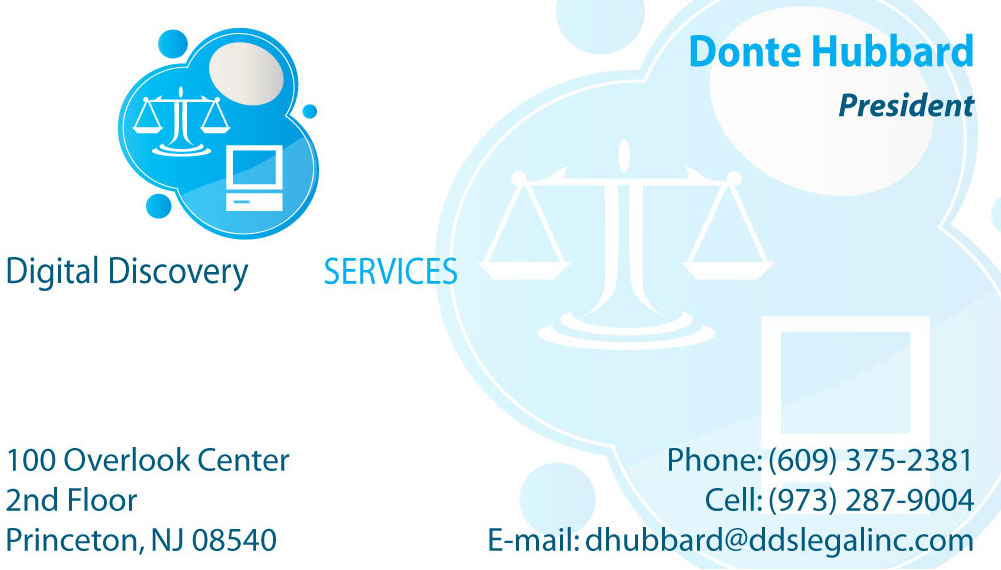 Donte Hubbard
President
Digital Discovery SERVICES
100 Overlook Center
2nd Floor
Princeton, NJ 08540
Phone: (609) 375-2381
Cell: (973) 287-9004
E-mail: dhubbard@ddslegalinc.com